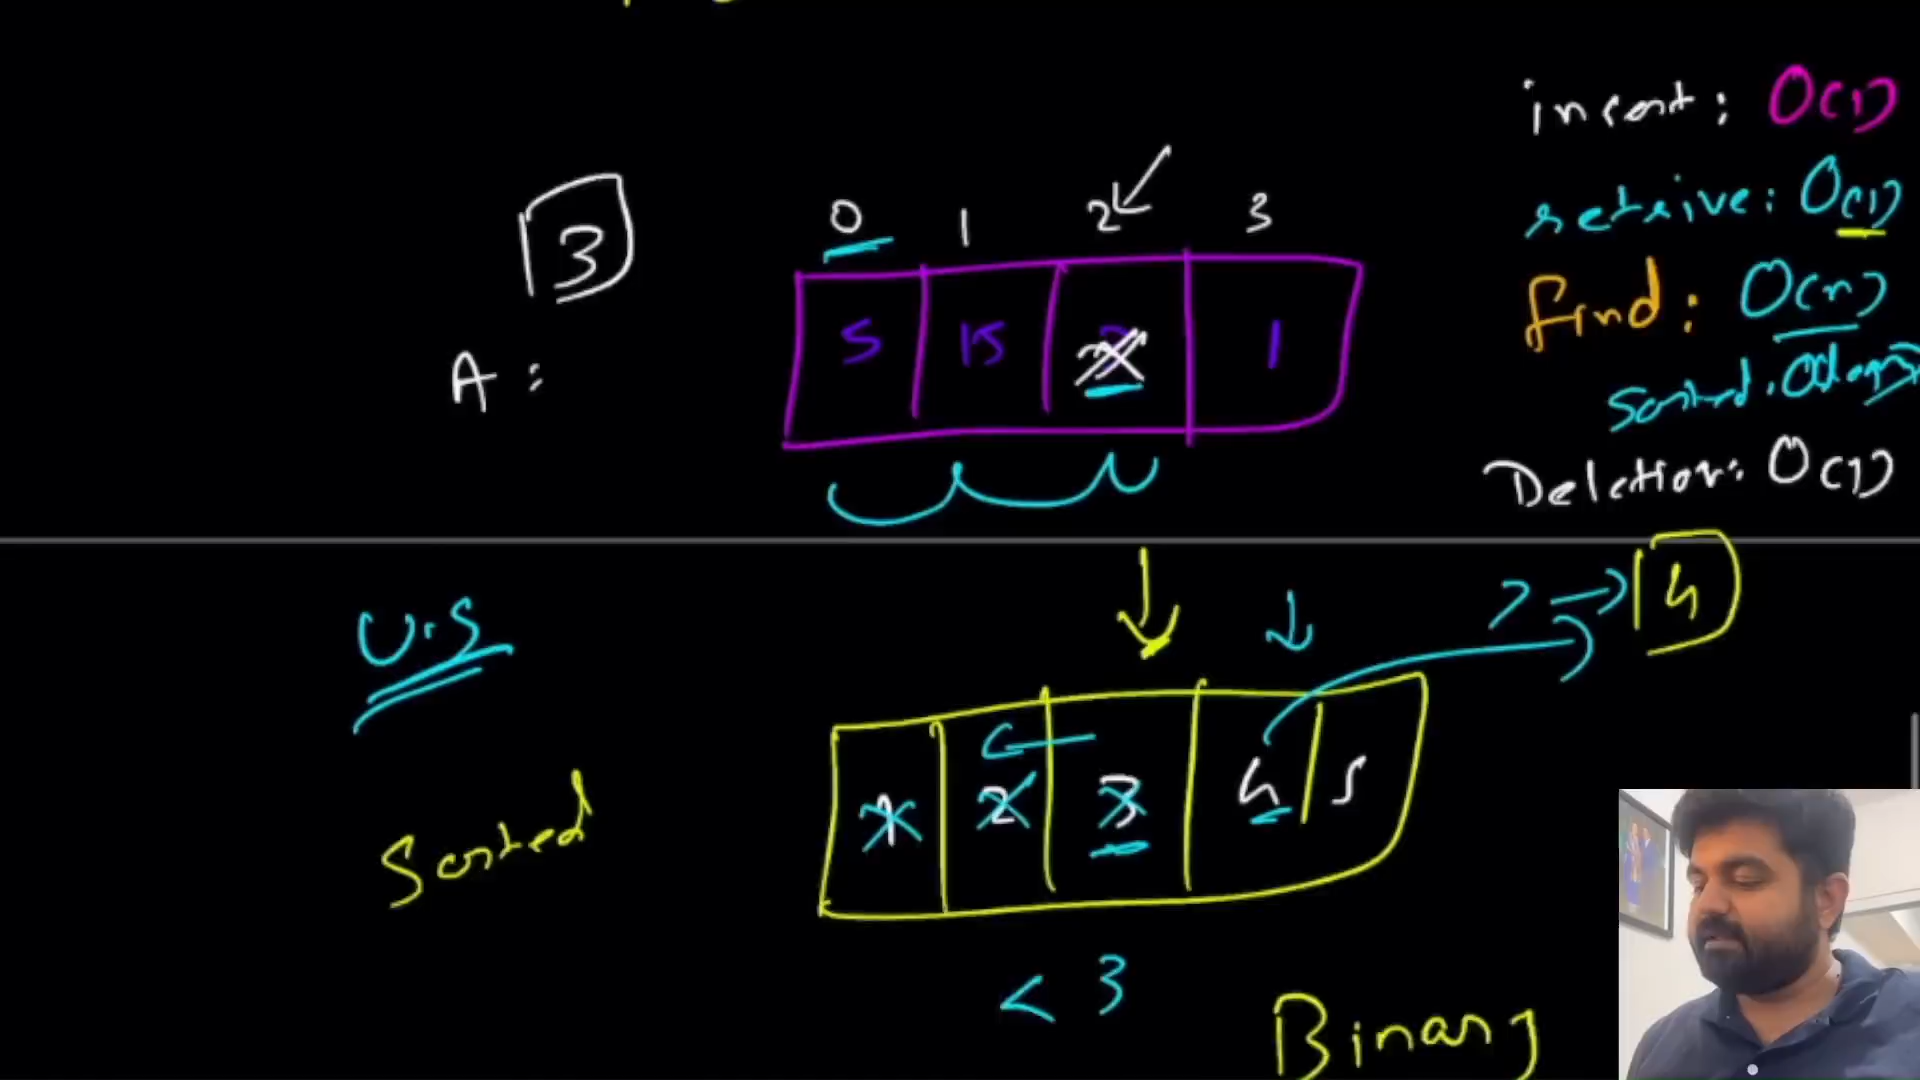 insert: O(1)
retrive: O(1)
find: O(n)
Sorted: O(logn)
Deletion: O(1)
3
0 1 2 3
A :
5 15 1
U.S
? 4
Sorted
1 2 3 4 5
< 3
Binary